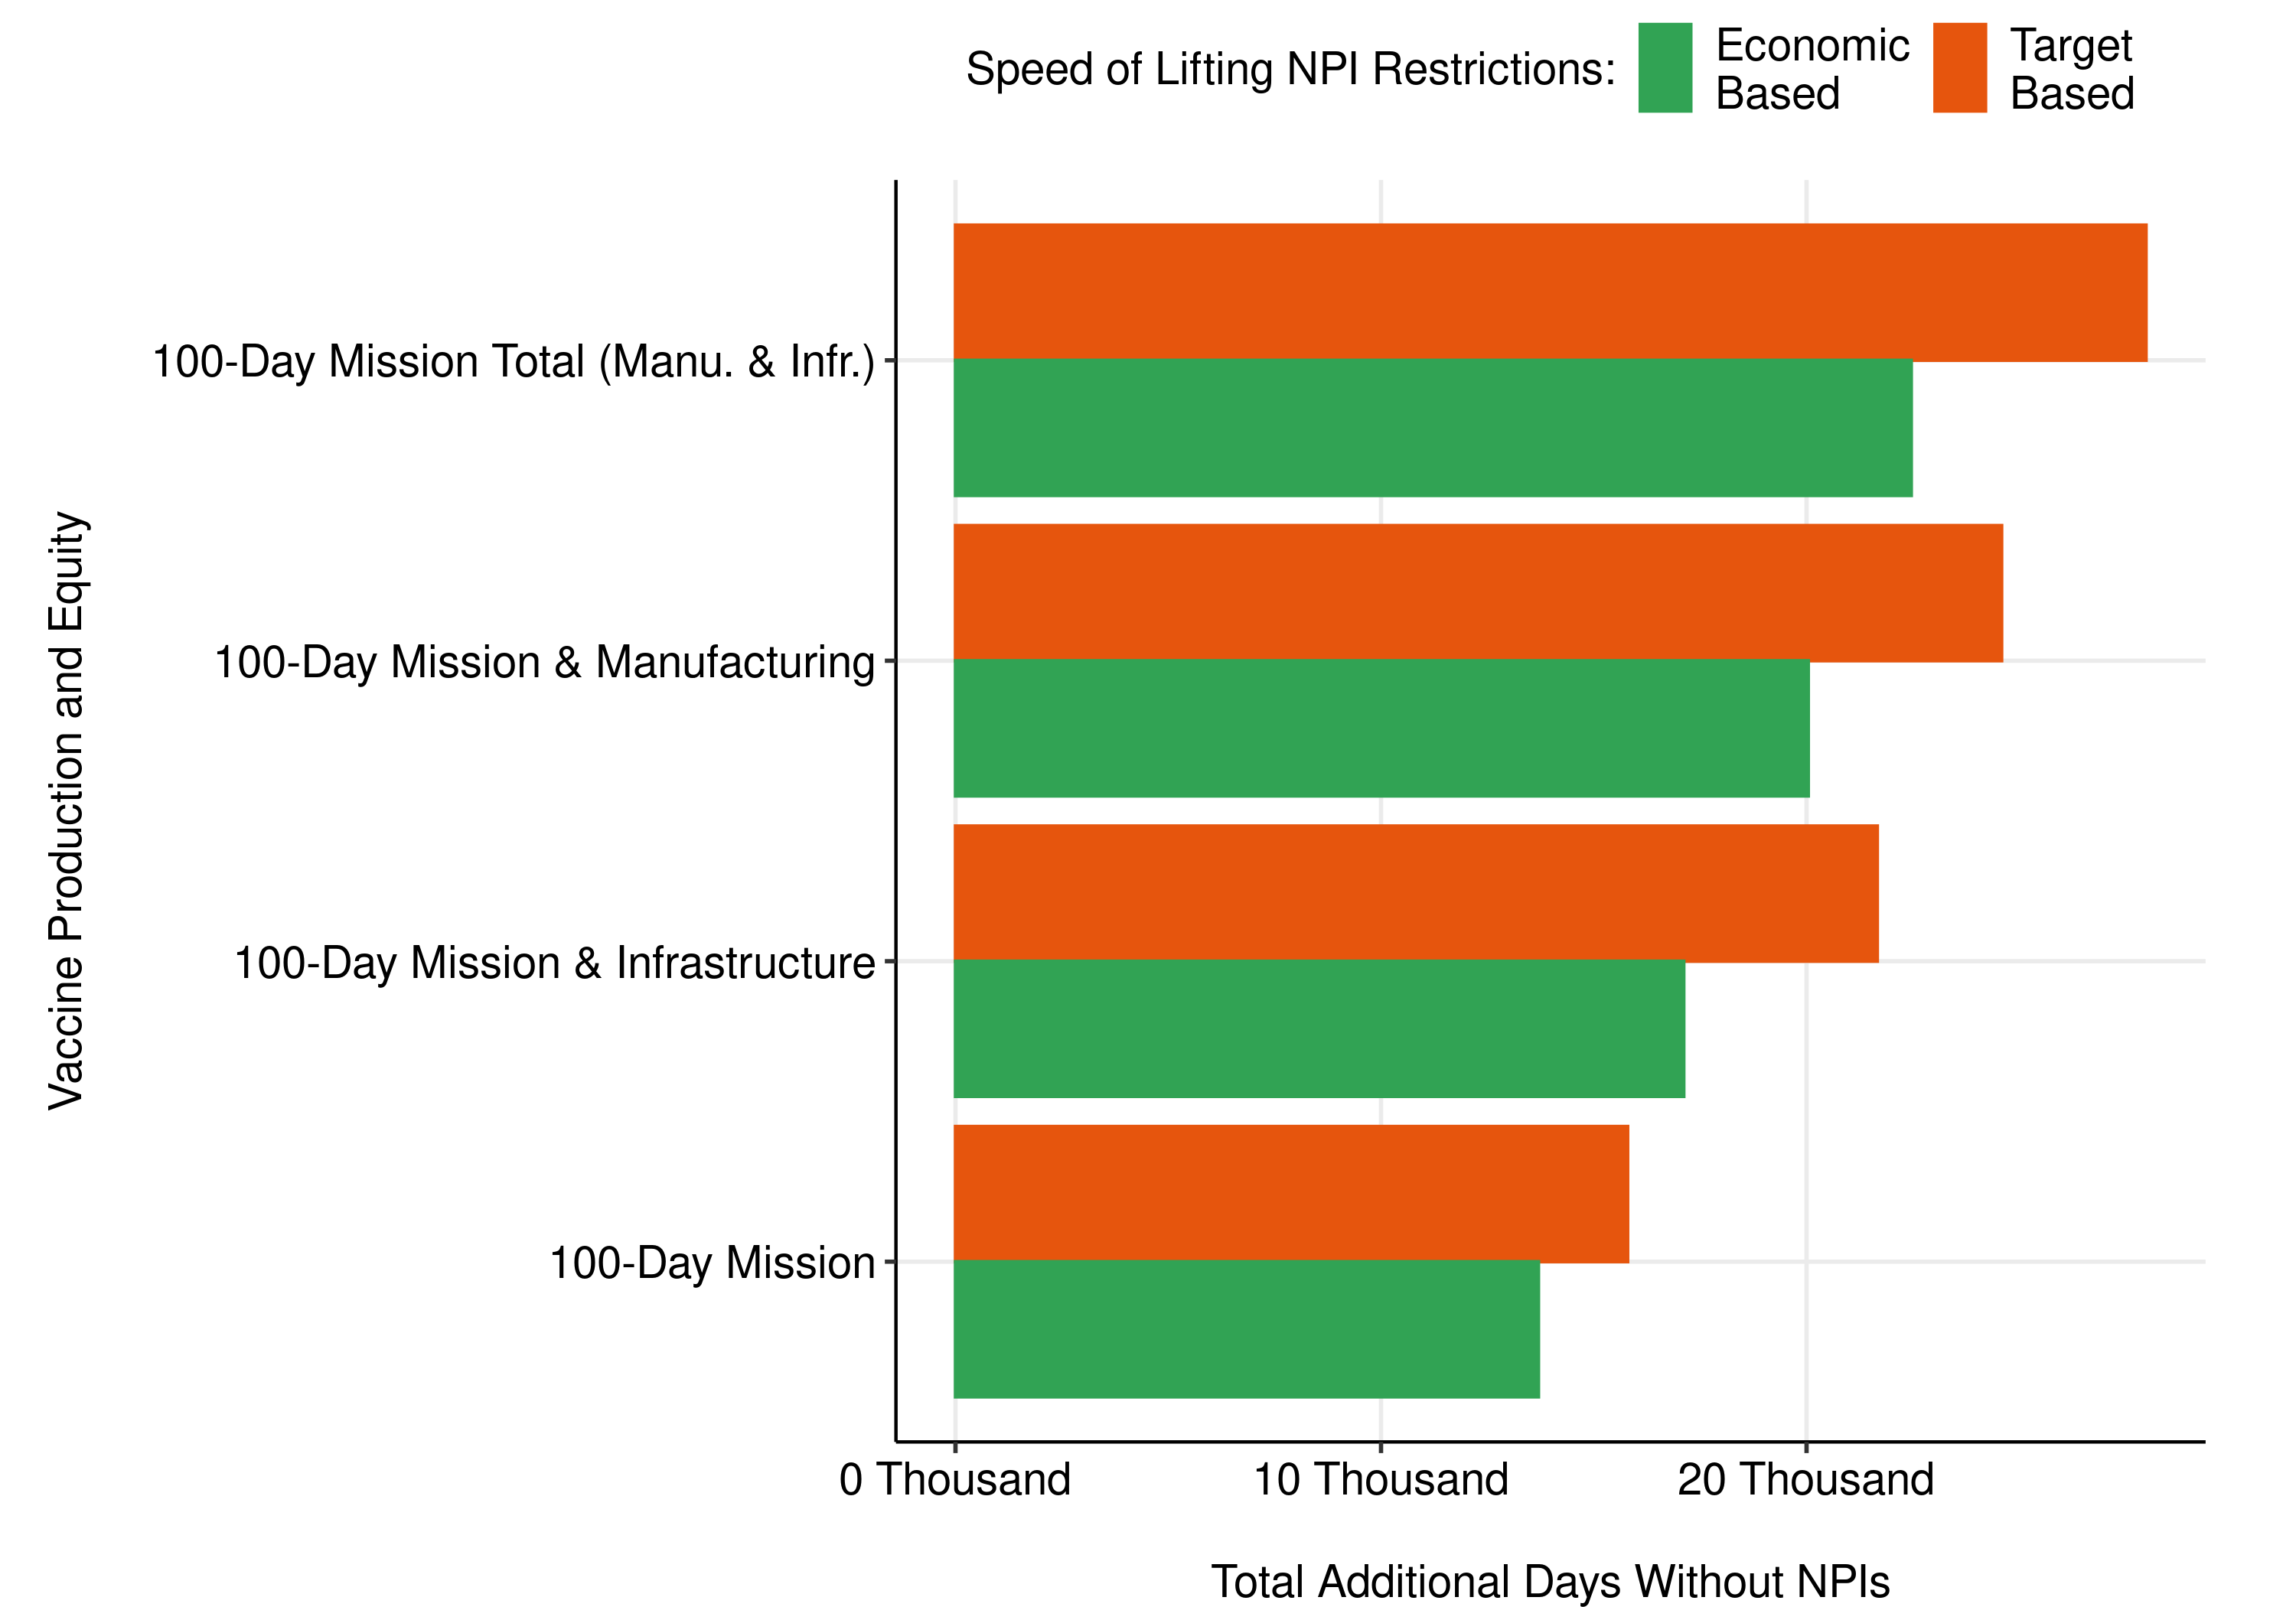 Speed of Lifting NPI Restrictions:
Economic
Based
Target
Based
Vaccine Production and Equity
100-Day Mission Total (Manu. & Infr.)
100-Day Mission & Manufacturing
100-Day Mission & Infrastructure
100-Day Mission
0 Thousand
10 Thousand
20 Thousand
Total Additional Days Without NPIs